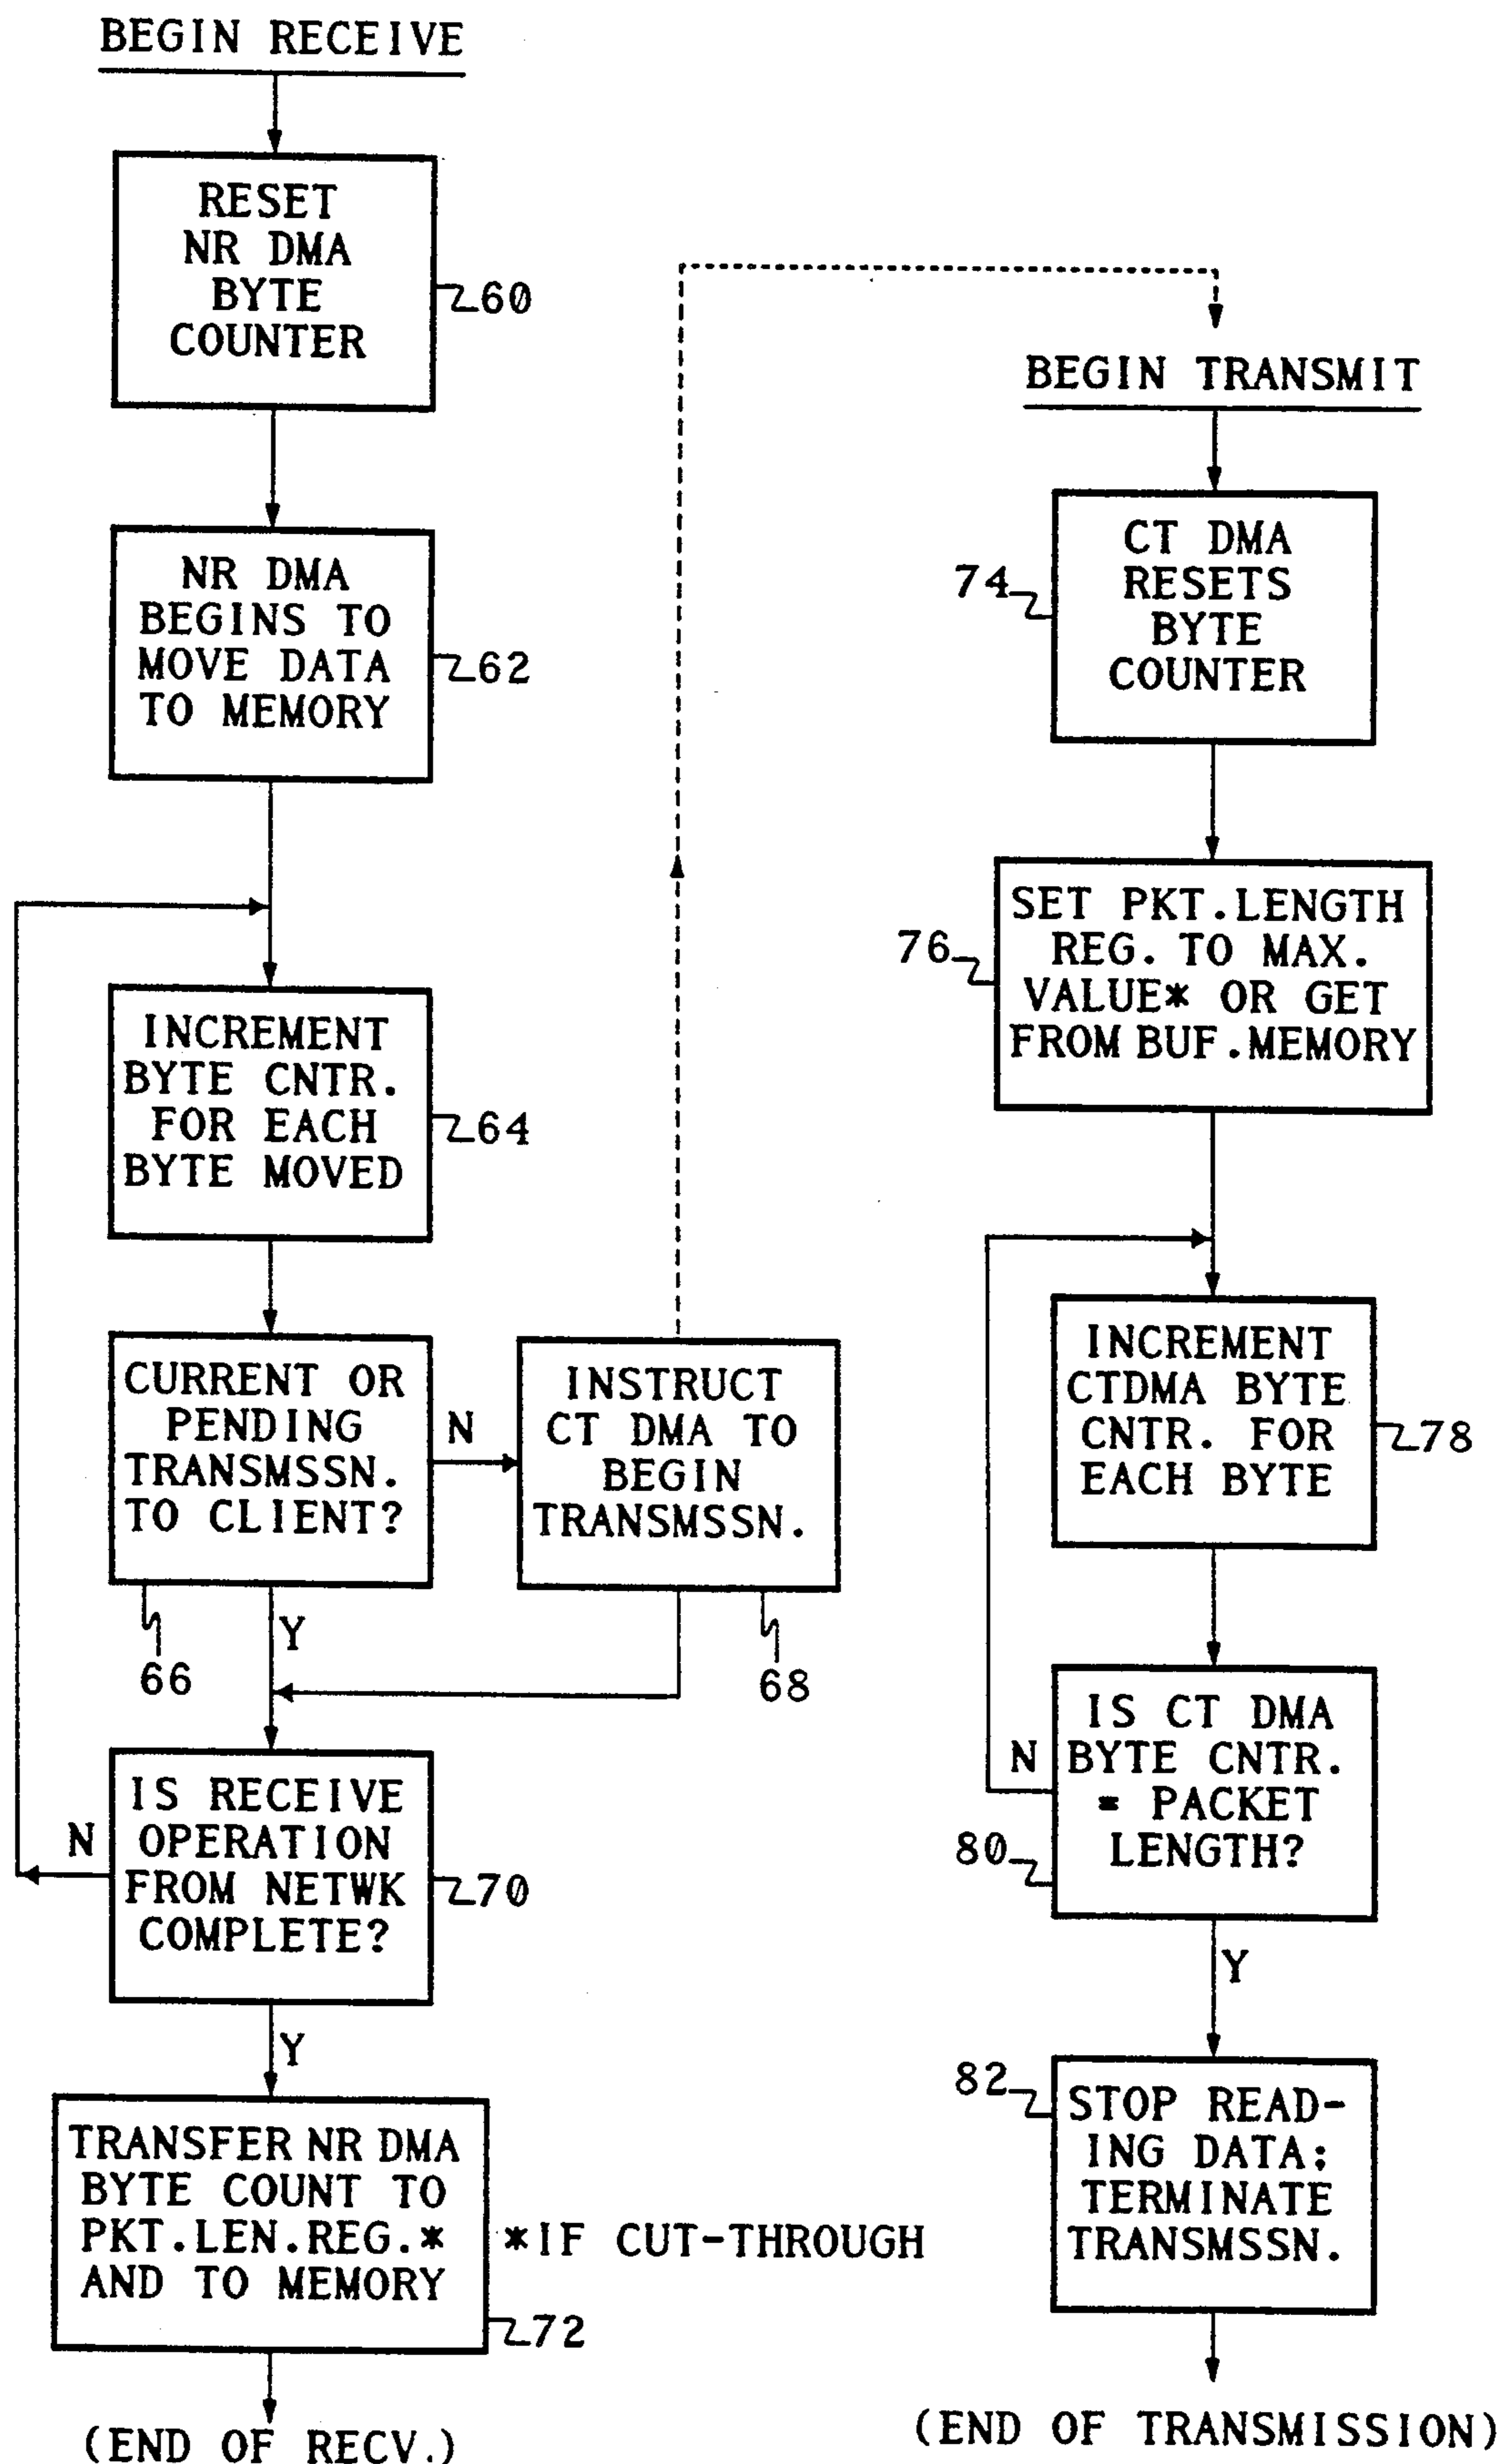 BEGIN RECEIVE
RESET
NR DMA
BYTE
COUNTER
60
NR DMA
BEGINS TO
MOVE DATA
TO MEMORY
62
INCREMENT
BYTE CNTR.
FOR EACH
BYTE MOVED
64
CURRENT OR
PENDING
TRANSMSSN.
TO CLIENT?
66
N
Y
INSTRUCT
CT DMA TO
BEGIN
TRANSMSSN.
68
IS RECEIVE
OPERATION
FROM NETWK
COMPLETE?
70
N
Y
TRANSFER NR DMA
BYTE COUNT TO
PKT.LEN.REG.*
AND TO MEMORY
72
*IF CUT-THROUGH
(END OF RECV.)
BEGIN TRANSMIT
CT DMA
RESETS
BYTE
COUNTER
74
SET PKT.LENGTH
REG. TO MAX.
VALUE* OR GET
FROM BUF.MEMORY
76
INCREMENT
CTDMA BYTE
CNTR. FOR
EACH BYTE
78
IS CT DMA
BYTE CNTR.
= PACKET
LENGTH?
80
N
Y
STOP READ-
ING DATA;
TERMINATE
TRANSMSSN.
82
(END OF TRANSMISSION)